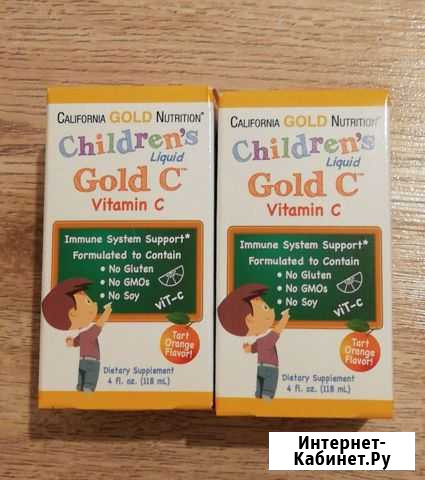 CALIFORNIA GOLD NUTRITION
Children's
Liquid
Gold C™
Vitamin C
Immune System Support*
Formulated to Contain
• No Gluten
• No GMOs
• No Soy
viT-c
Tart
Orange
Flavor!
Dietary Supplement
4 fl. oz. (118 mL)
CALIFORNIA GOLD NUTRITION
Children's
Liquid
Gold C™
Vitamin C
Immune System Support*
Formulated to Contain
• No Gluten
• No GMOs
• No Soy
viT-c
Tart
Orange
Flavor!
Dietary Supplement
4 fl. oz. (118 mL)
Интернет-
Кабинет.Ру